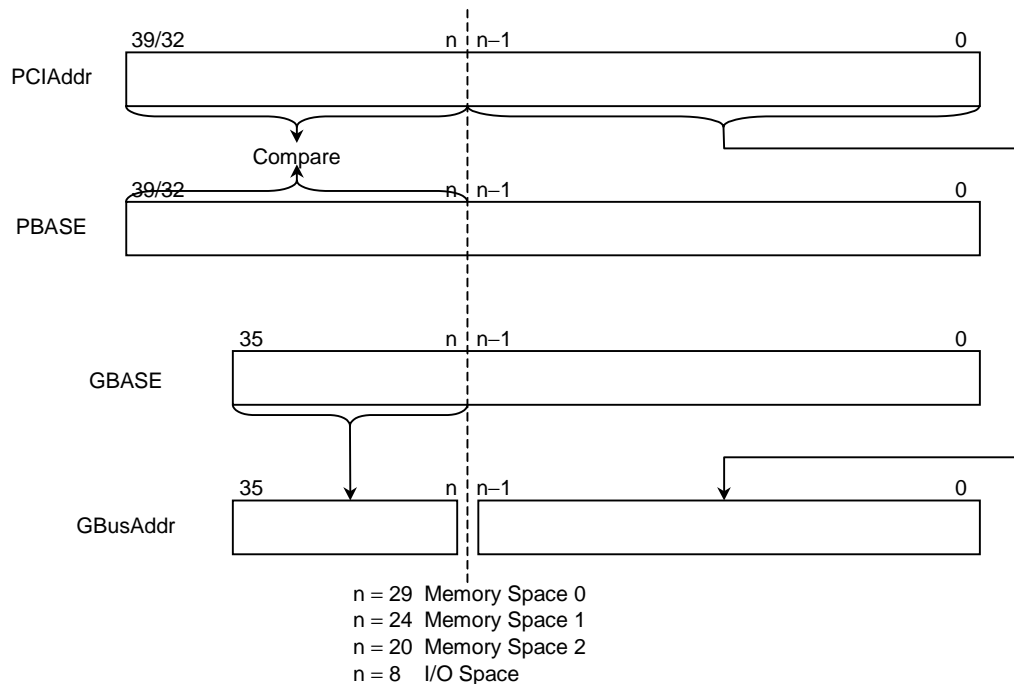 39/32 n n−1 0
PCIAddr
Compare
39/32 n n−1 0
PBASE
35 n n−1 0
GBASE
35 n n−1 0
GBusAddr
n = 29 Memory Space 0
n = 24 Memory Space 1
n = 20 Memory Space 2
n = 8 I/O Space